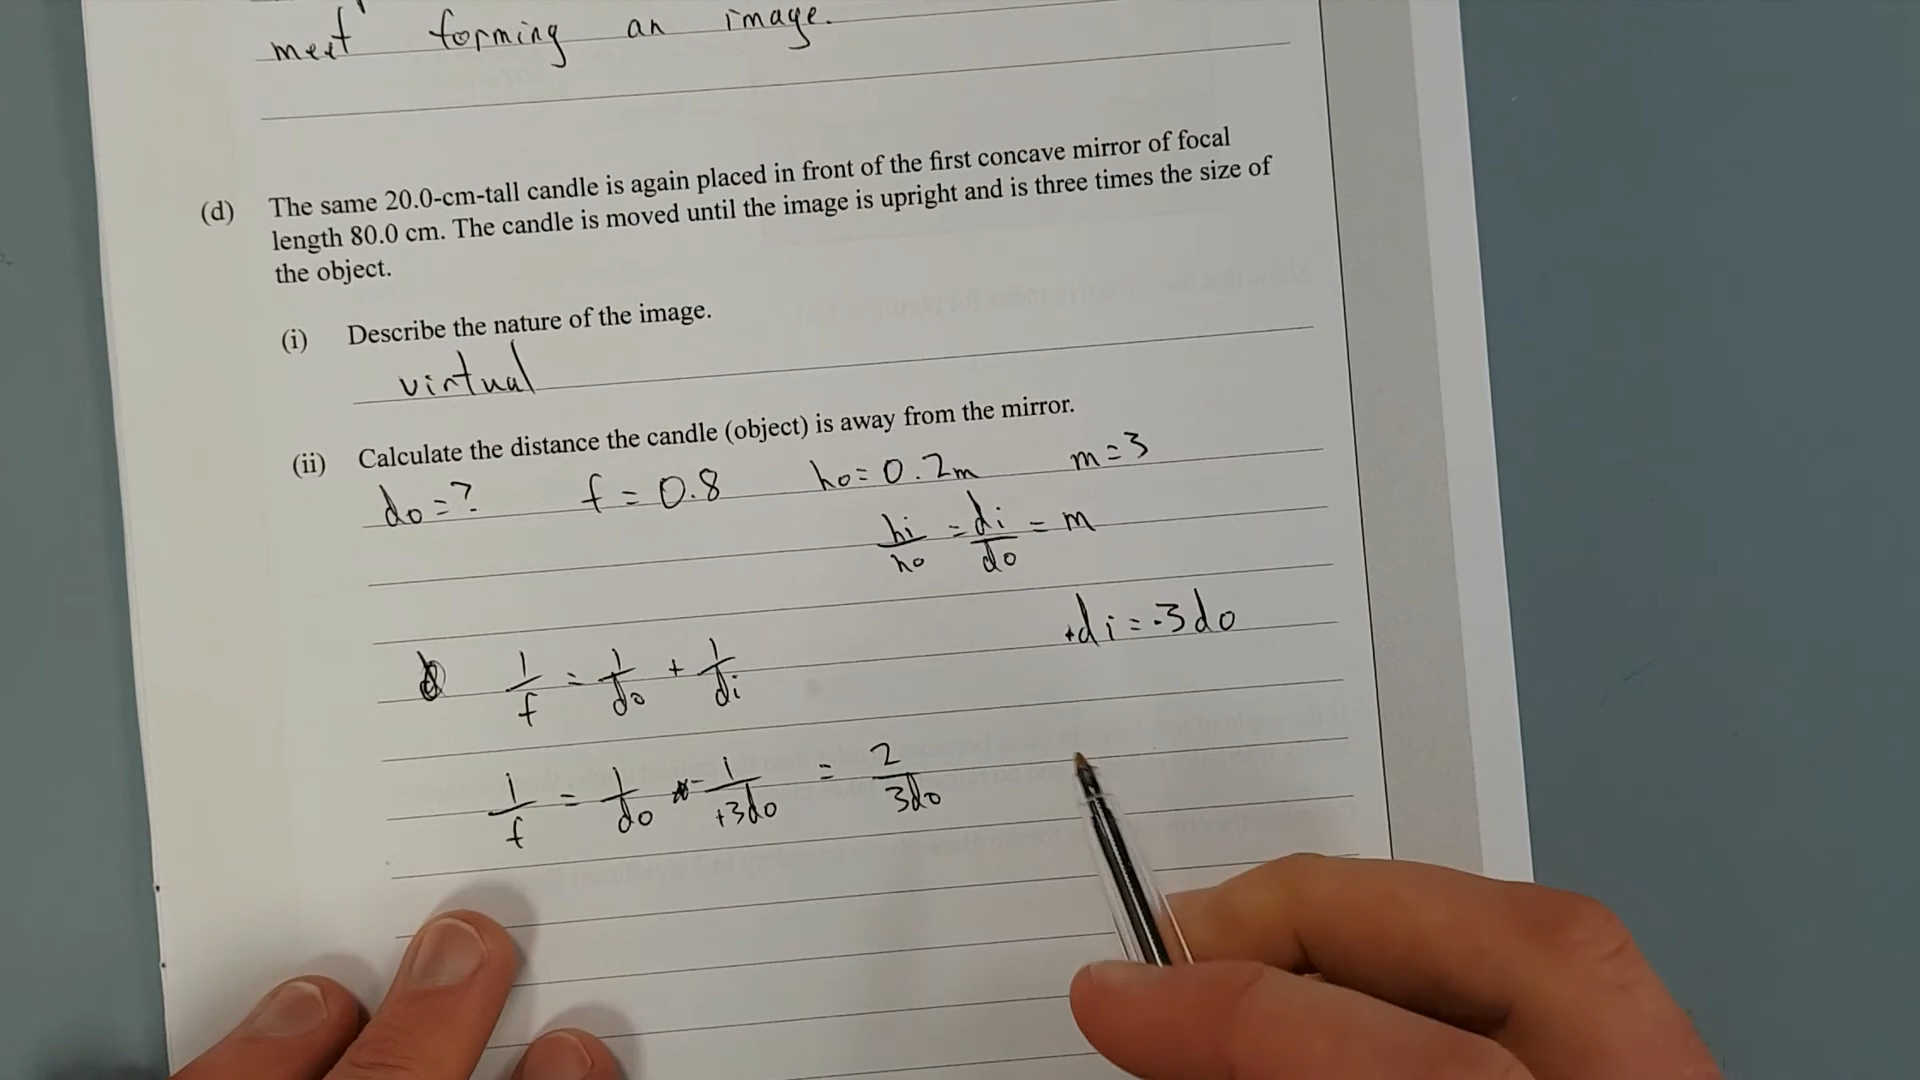 meet forming an image.
(d) The same 20.0-cm-tall candle is again placed in front of the first concave mirror of focal
length 80.0 cm. The candle is moved until the image is upright and is three times the size of
the object.
(i) Describe the nature of the image.
virtual
(ii) Calculate the distance the candle (object) is away from the mirror.
do = ? f = 0.8 ho = 0.2m m = 3
hi/ho = di/do = m
+di = -3do
1/f = 1/do + 1/di
1/f = 1/do - 1/+3do = 2/3do